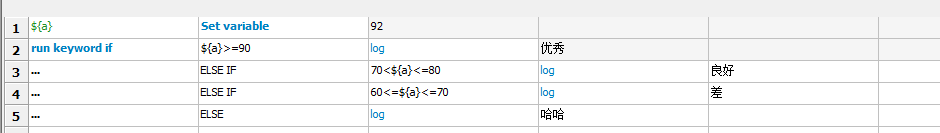 1 ${a} Set variable 92
2 run keyword if ${a}>=90 log 优秀
3 ... ELSE IF 70<${a}<=80 log 良好
4 ... ELSE IF 60<=${a}<=70 log 差
5 ... ELSE log 哈哈